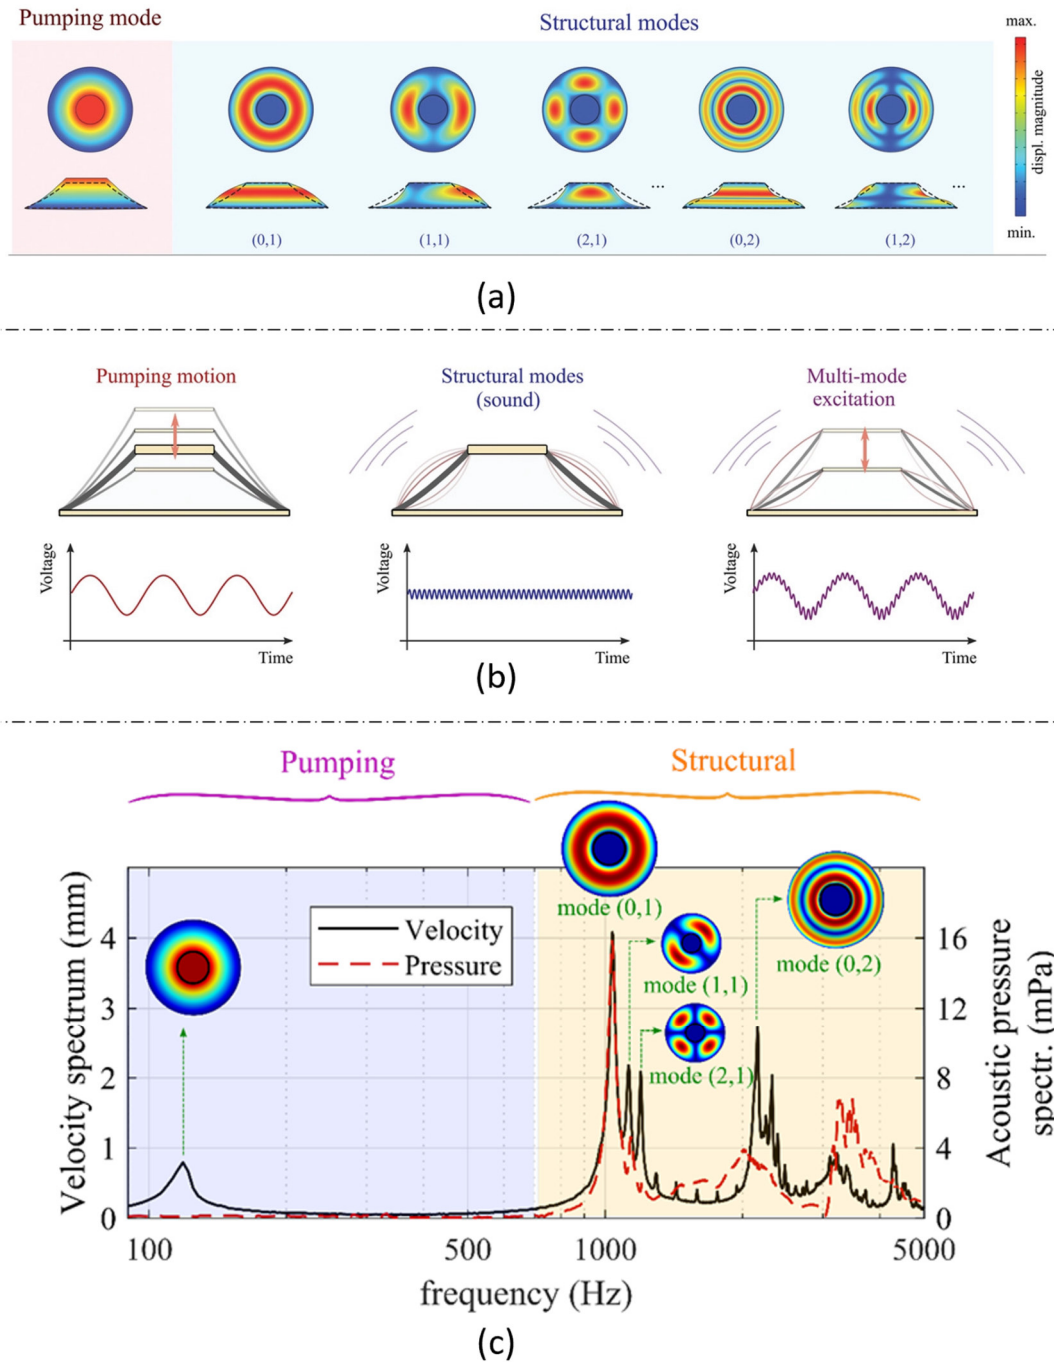 Pumping mode
Structural modes
max.
displ. magnitude
min.
...
...
(0,1)
(1,1)
(2,1)
(0,2)
(1,2)
(a)
Pumping motion
Structural modes
(sound)
Multi-mode
excitation
Voltage
Time
Voltage
Time
Voltage
Time
(b)
Pumping
Structural
Velocity spectrum (mm)
4
3
2
1
0
Velocity
Pressure
mode (0,1)
mode (1,1)
mode (2,1)
mode (0,2)
16
12
8
4
0
Acoustic pressure
spectr. (mPa)
100
500
1000
5000
frequency (Hz)
(c)